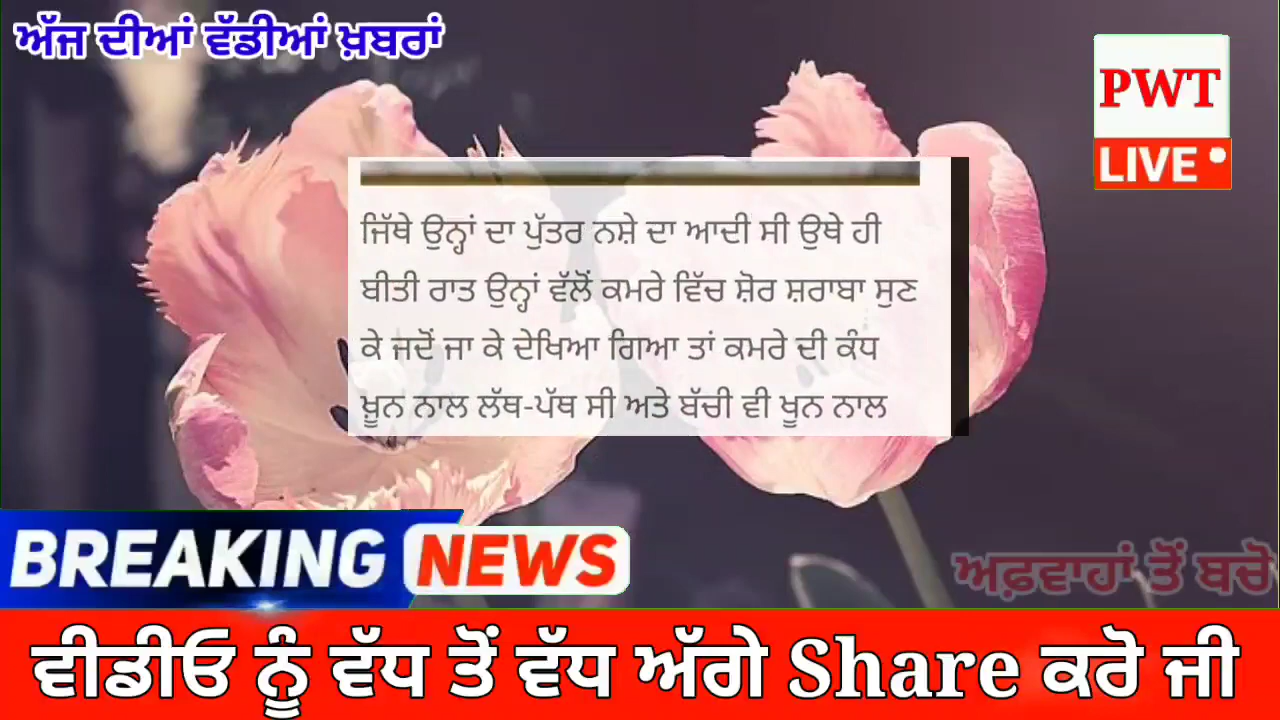 ਅੱਜ ਦੀਆਂ ਵੱਡੀਆਂ ਖ਼ਬਰਾਂ
PWT
LIVE
ਜਿੱਥੇ ਉਨ੍ਹਾਂ ਦਾ ਪੁੱਤਰ ਨਸ਼ੇ ਦਾ ਆਦੀ ਸੀ ਉਥੇ ਹੀ
ਬੀਤੀ ਰਾਤ ਉਨ੍ਹਾਂ ਵੱਲੋਂ ਕਮਰੇ ਵਿੱਚ ਸ਼ੋਰ ਸ਼ਰਾਬਾ ਸੁਣ
ਕੇ ਜਦੋਂ ਜਾ ਕੇ ਦੇਖਿਆ ਗਿਆ ਤਾਂ ਕਮਰੇ ਦੀ ਕੰਧ
ਖ਼ੂਨ ਨਾਲ ਲੱਥ-ਪੱਥ ਸੀ ਅਤੇ ਬੱਚੀ ਵੀ ਖੂਨ ਨਾਲ
BREAKING NEWS
ਅਫ਼ਵਾਹਾਂ ਤੋਂ ਬਚੋ
ਵੀਡੀਓ ਨੂੰ ਵੱਧ ਤੋਂ ਵੱਧ ਅੱਗੇ Share ਕਰੋ ਜੀ